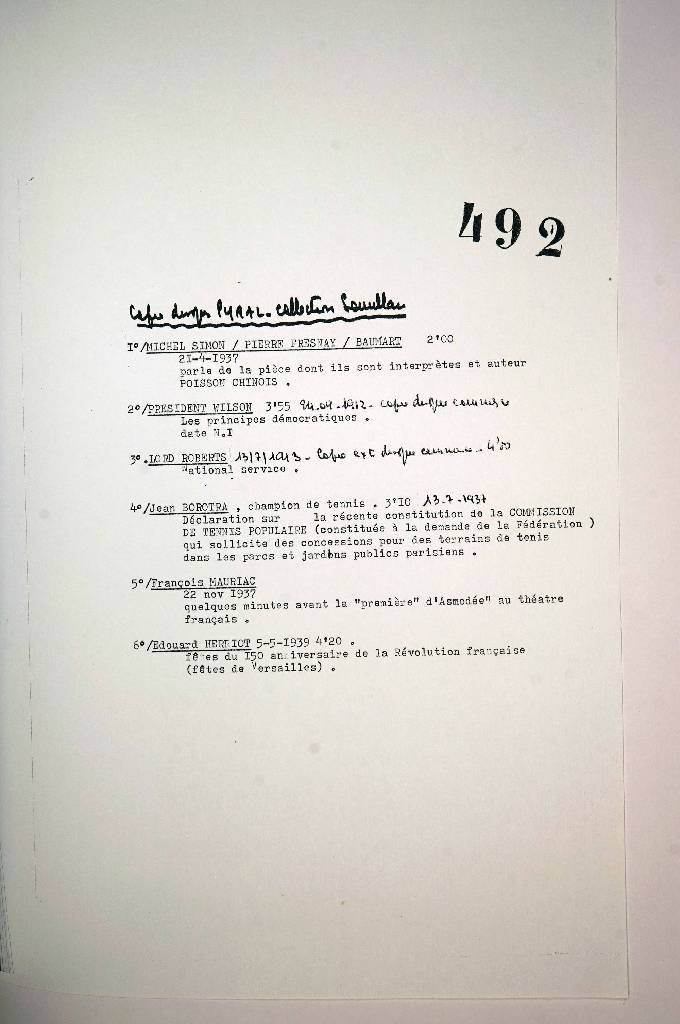 492
Copie disques PYRAL - collection
1°/MICHEL SIMON / PIERRE FRESNAY / BAUMART 2'00
21-4-1937
parle de la pièce dont ils sont interprètes et auteur
POISSON CHINOIS .
2°/PRESIDENT WILSON 3'55 24.09.1912 - copie disque commerce
Les principes démocratiques .
date N.I
3°.LORD ROBERTS 13/7/1913 - Copie ext disque commerce - 4'00
National service .
4°/Jean BOROTRA , champion de tennis . 3'10 13.7.1937
Déclaration sur la récente constitution de la COMMISSION
DE TENNIS POPULAIRE (constituée à la demande de la Fédération )
qui sollicite des concessions pour des terrains de tenis
dans les parcs et jardins publics parisiens .
5°/François MAURIAC
22 nov 1937
quelques minutes avant la "première" d'Asmodée" au théatre
français .
6°/Edouard HERRIOT 5-5-1939 4'20 .
fêtes du 150 anniversaire de la Révolution française
(fêtes de Versailles) .